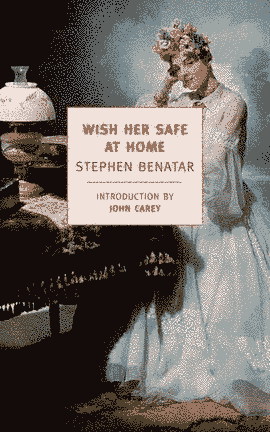 WISH HER SAFE
AT HOME
STEPHEN BENATAR
INTRODUCTION BY
JOHN CAREY